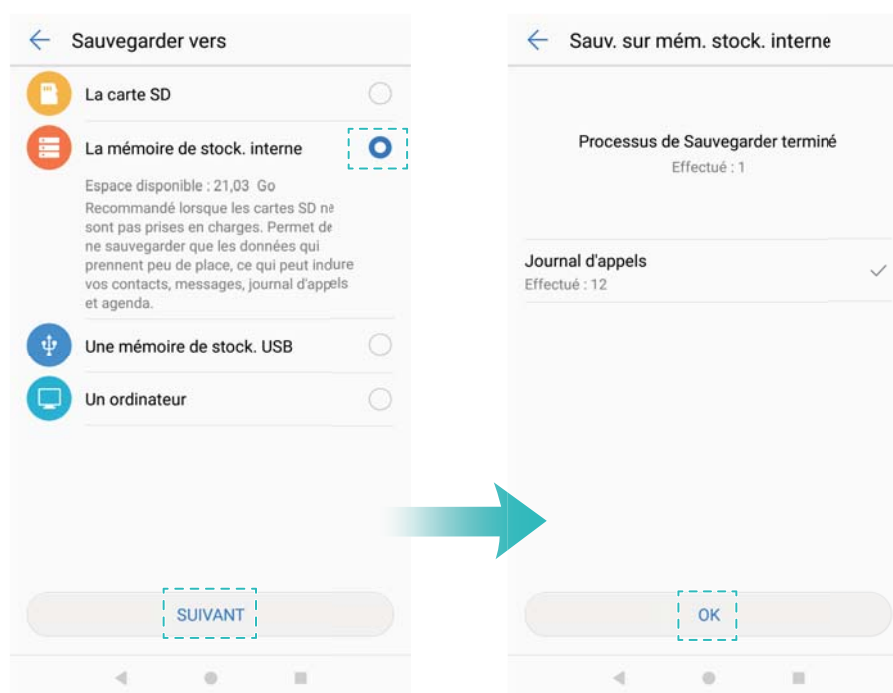 Sauvegarder vers
La carte SD
La mémoire de stock. interne
Espace disponible : 21,03 Go
Recommandé lorsque les cartes SD ne
sont pas prises en charges. Permet de
ne sauvegarder que les données qui
prennent peu de place, ce qui peut indure
vos contacts, messages, journal d'appels
et agenda.
Une mémoire de stock. USB
Un ordinateur
SUIVANT
Sauv. sur mém. stock. interne
Processus de Sauvegarder terminé
Effectué : 1
Journal d'appels
Effectué : 12
OK